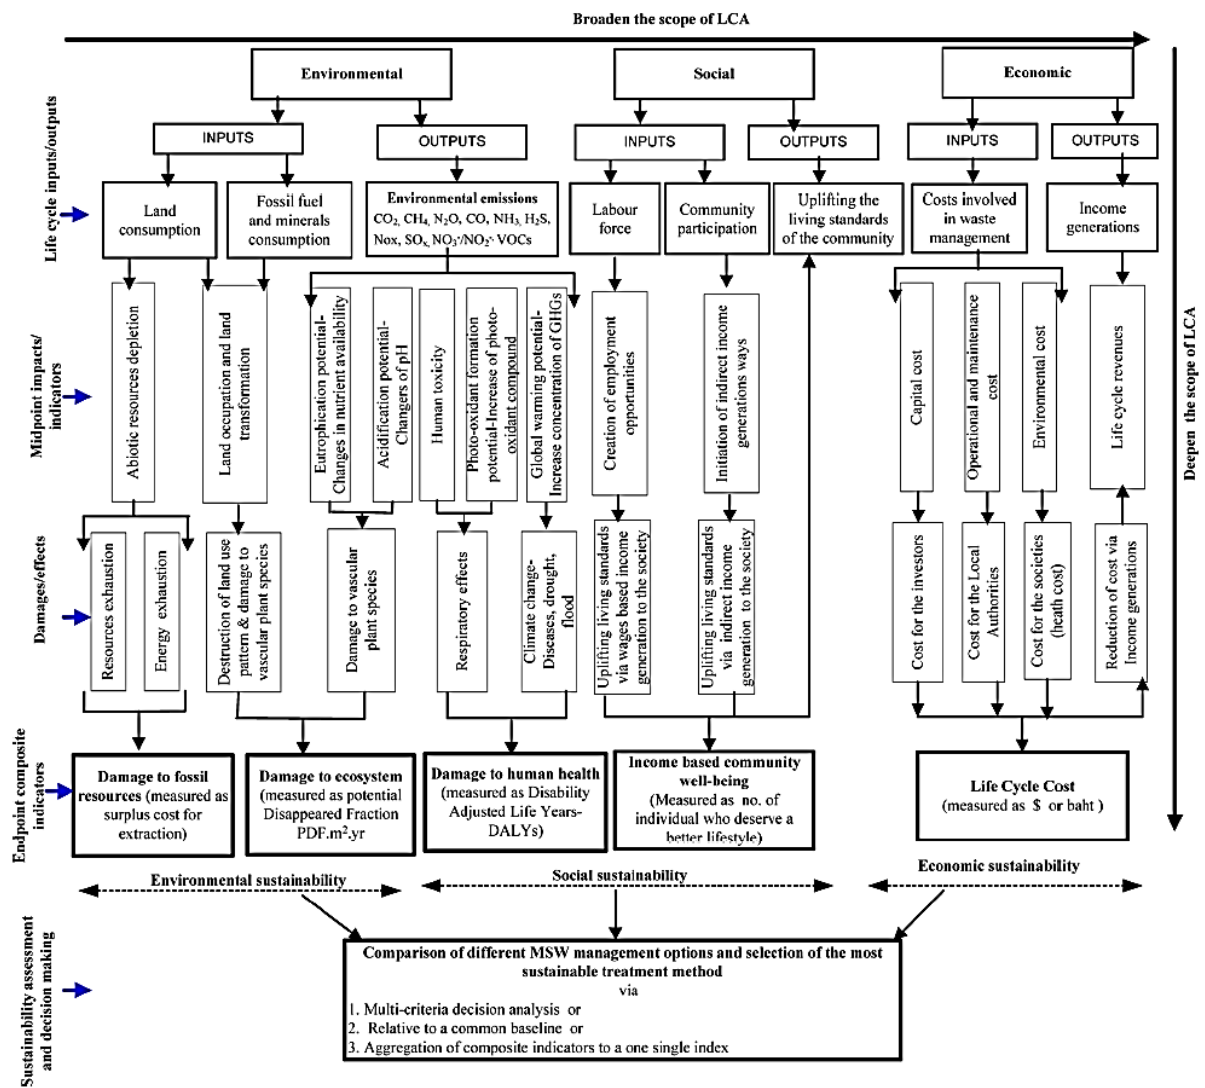 Broaden the scope of LCA
Environmental
Social
Economic
INPUTS
OUTPUTS
INPUTS
OUTPUTS
INPUTS
OUTPUTS
Life cycle inputs/outputs
Land
consumption
Fossil fuel
and minerals
consumption
Environmental emissions
CO₂, CH₄, N₂O, CO, NH₃, H₂S,
Nox, SOₓ, NO₃⁻/NO₂⁻, VOCs
Labour
force
Community
participation
Uplifting the
living standards
of the community
Costs involved
in waste
management
Income
generations
Midpoint impacts/
indicators
Abiotic resources depletion
Land occupation and land
transformation
Eutrophication potential-
Changes in nutrient availability
Acidification potential-
Changers of pH
Human toxicity
Photo-oxidant formation
potential-Increase of photo-
oxidant compound
Global warming potential-
Increase concentration of GHGs
Creation of employment
opportunities
Initiation of indirect income
generations ways
Capital cost
Operational and maintenance
cost
Environmental cost
Life cycle revenues
Deepen the scope of LCA
Damages/effects
Resources exhaustion
Energy exhaustion
Destruction of land use
pattern & damage to
vascular plant species
Damage to vascular
plant species
Respiratory effects
Climate change-
Diseases, drought,
flood
Uplifting living standards
via wages based income
generation to the society
Uplifting living standards
via indirect income
generation to the society
Cost for the investors
Cost for the Local
Authorities
Cost for the societies
(heath cost)
Reduction of cost via
Income generations
Endpoint composite
indicators
Damage to fossil
resources (measured as
surplus cost for
extraction)
Damage to ecosystem
(measured as potential
Disappeared Fraction
PDF.m².yr
Damage to human health
(measured as Disability
Adjusted Life Years-
DALYs)
Income based community
well-being
(Measured as no. of
individual who deserve a
better lifestyle)
Life Cycle Cost
(measured as $ or baht )
Environmental sustainability
Social sustainability
Economic sustainability
Sustainability assessment
and decision making
Comparison of different MSW management options and selection of the most
sustainable treatment method
via
1. Multi-criteria decision analysis or
2. Relative to a common baseline or
3. Aggregation of composite indicators to a one single index